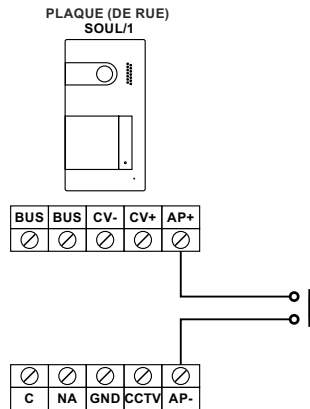 PLAQUE (DE RUE)
SOUL/1
BUS BUS CV- CV+ AP+
C NA GND CCTV AP-